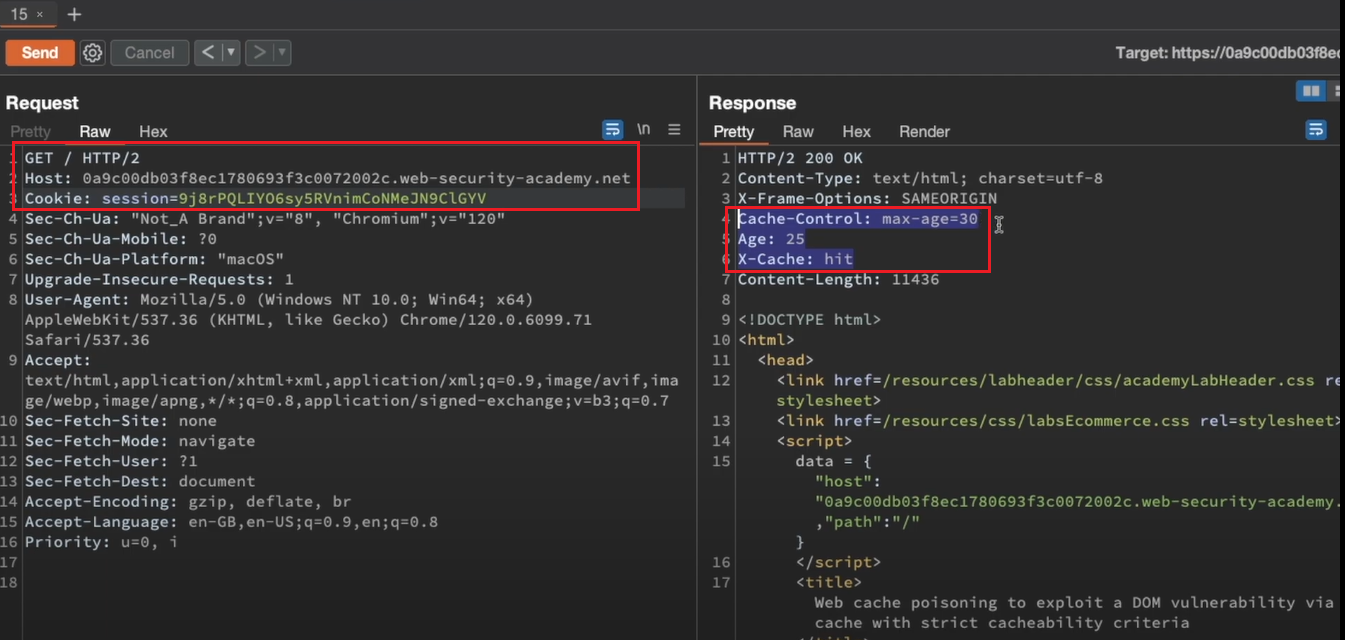 15 × +
Send Cancel < > Target: https://0a9c00db03f8ec
Request
Pretty Raw Hex \n
1 GET / HTTP/2
2 Host: 0a9c00db03f8ec1780693f3c0072002c.web-security-academy.net
3 Cookie: session=9j8rPQLIYO6sy5RVnimCoNMeJN9ClGYV
4 Sec-Ch-Ua: "Not_A Brand";v="8", "Chromium";v="120"
5 Sec-Ch-Ua-Mobile: ?0
6 Sec-Ch-Ua-Platform: "macOS"
7 Upgrade-Insecure-Requests: 1
8 User-Agent: Mozilla/5.0 (Windows NT 10.0; Win64; x64)
AppleWebKit/537.36 (KHTML, like Gecko) Chrome/120.0.6099.71
Safari/537.36
9 Accept:
text/html,application/xhtml+xml,application/xml;q=0.9,image/avif,ima
ge/webp,image/apng,*/*;q=0.8,application/signed-exchange;v=b3;q=0.7
10 Sec-Fetch-Site: none
11 Sec-Fetch-Mode: navigate
12 Sec-Fetch-User: ?1
13 Sec-Fetch-Dest: document
14 Accept-Encoding: gzip, deflate, br
15 Accept-Language: en-GB,en-US;q=0.9,en;q=0.8
16 Priority: u=0, i
17
18
Response
Pretty Raw Hex Render
1 HTTP/2 200 OK
2 Content-Type: text/html; charset=utf-8
3 X-Frame-Options: SAMEORIGIN
4 Cache-Control: max-age=30
5 Age: 25
6 X-Cache: hit
7 Content-Length: 11436
8
9 <!DOCTYPE html>
10 <html>
11 <head>
12 <link href=/resources/labheader/css/academyLabHeader.css re
stylesheet>
13 <link href=/resources/css/labsEcommerce.css rel=stylesheet>
14 <script>
15 data = {
"host":
"0a9c00db03f8ec1780693f3c0072002c.web-security-academy.
,"path":"/"
}
16 </script>
17 <title>
Web cache poisoning to exploit a DOM vulnerability via
cache with strict cacheability criteria